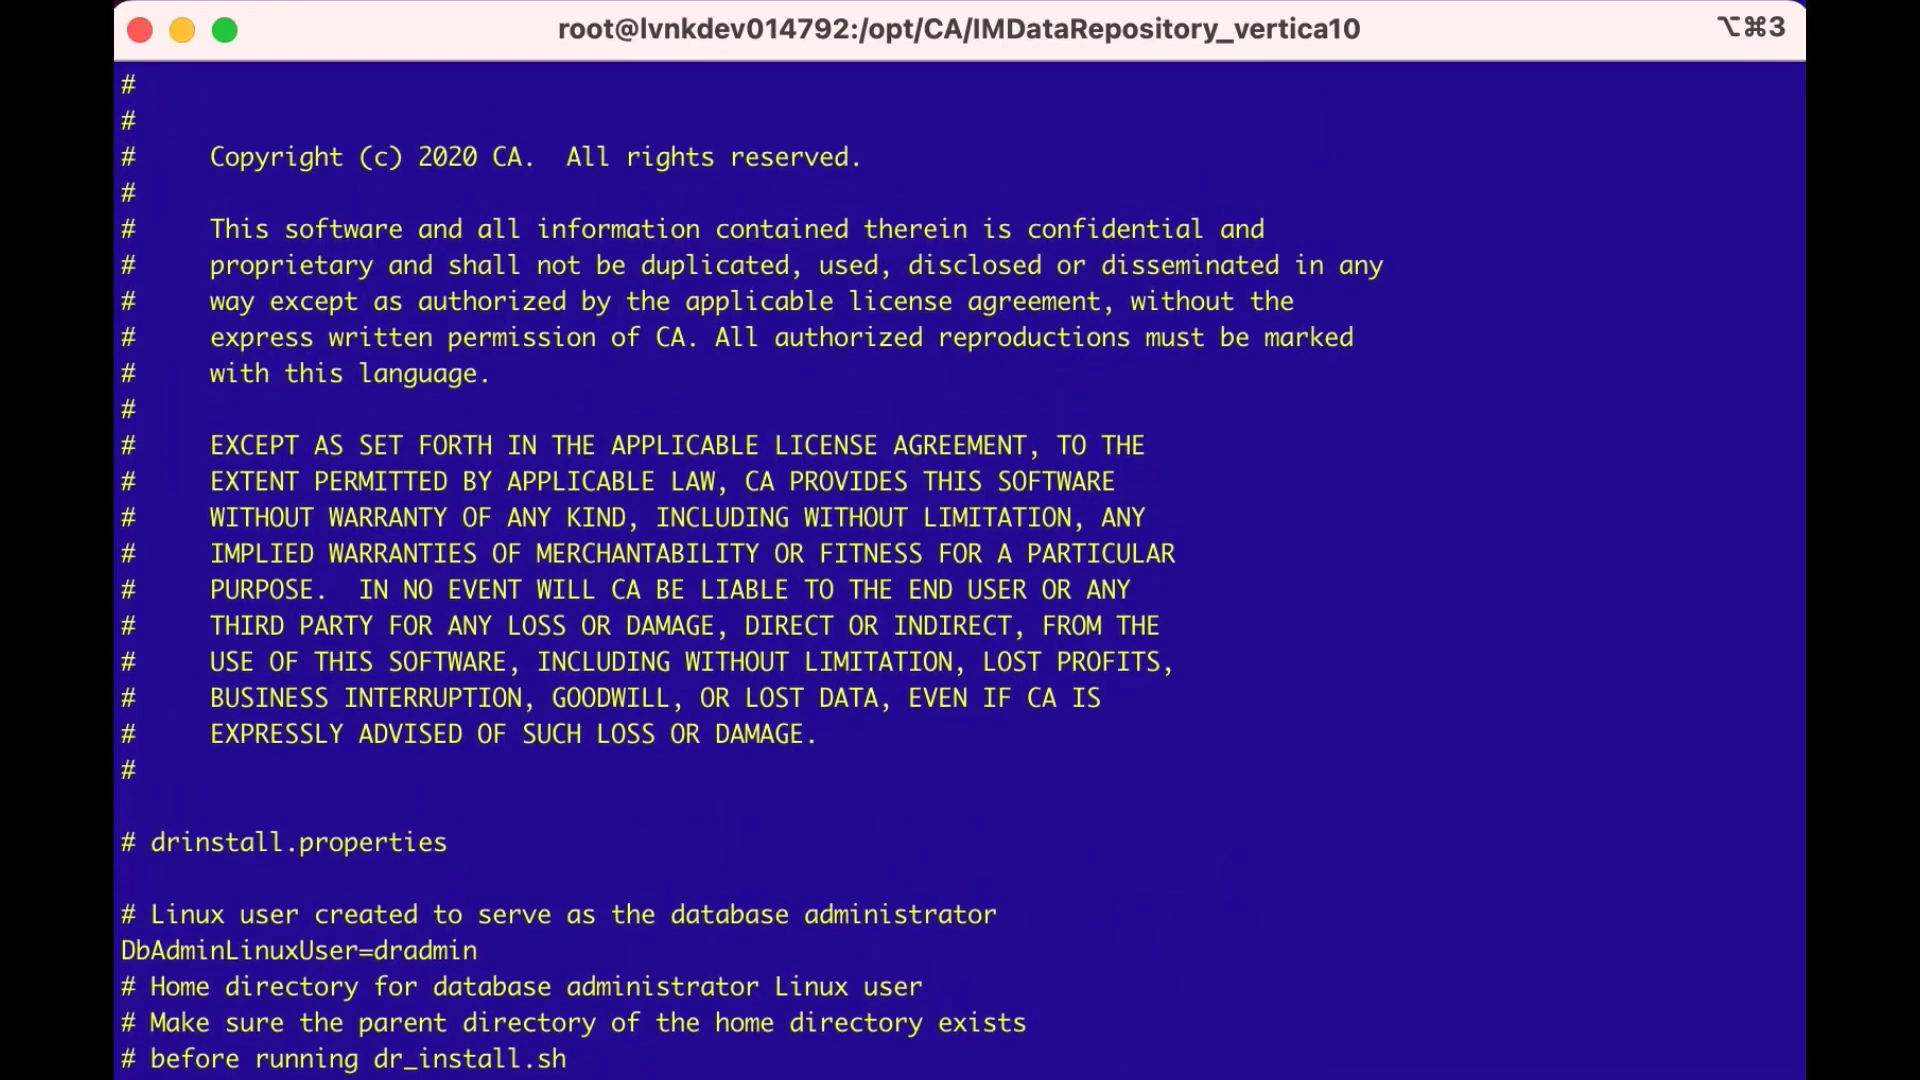 root@lvnkdev014792:/opt/CA/IMDataRepository_vertica10 ⌥⌘3
#
#
# Copyright (c) 2020 CA.  All rights reserved.
#
# This software and all information contained therein is confidential and
# proprietary and shall not be duplicated, used, disclosed or disseminated in any
# way except as authorized by the applicable license agreement, without the
# express written permission of CA. All authorized reproductions must be marked
# with this language.
#
# EXCEPT AS SET FORTH IN THE APPLICABLE LICENSE AGREEMENT, TO THE
# EXTENT PERMITTED BY APPLICABLE LAW, CA PROVIDES THIS SOFTWARE
# WITHOUT WARRANTY OF ANY KIND, INCLUDING WITHOUT LIMITATION, ANY
# IMPLIED WARRANTIES OF MERCHANTABILITY OR FITNESS FOR A PARTICULAR
# PURPOSE.  IN NO EVENT WILL CA BE LIABLE TO THE END USER OR ANY
# THIRD PARTY FOR ANY LOSS OR DAMAGE, DIRECT OR INDIRECT, FROM THE
# USE OF THIS SOFTWARE, INCLUDING WITHOUT LIMITATION, LOST PROFITS,
# BUSINESS INTERRUPTION, GOODWILL, OR LOST DATA, EVEN IF CA IS
# EXPRESSLY ADVISED OF SUCH LOSS OR DAMAGE.
#
# drinstall.properties
# Linux user created to serve as the database administrator
DbAdminLinuxUser=dradmin
# Home directory for database administrator Linux user
# Make sure the parent directory of the home directory exists
# before running dr_install.sh